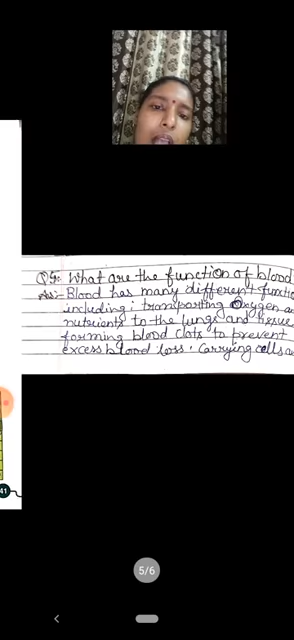 Q5: What are the function of blood
Ans:- Blood has many different
including: transporting Oxygen
nutrients to the lungs and
forming blood clots to prevent
excess blood loss. Carrying cells
41
5/6